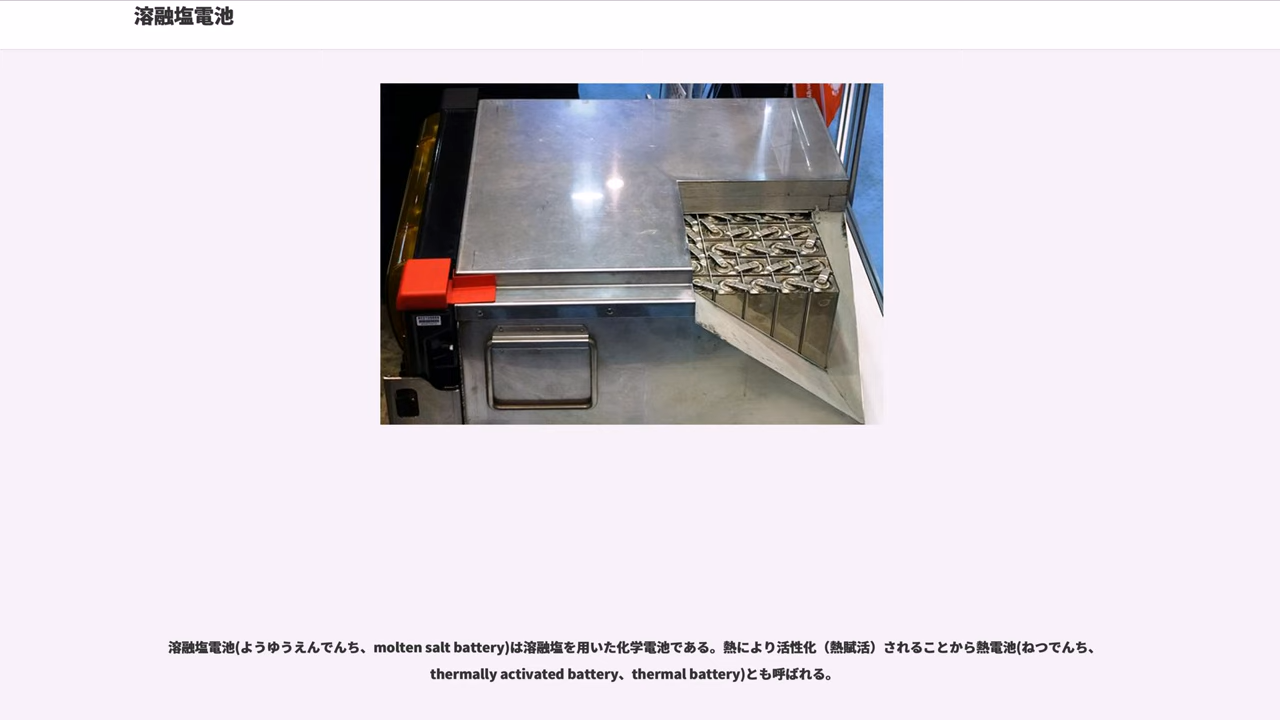 溶融塩電池
溶融塩電池(ようゆうえんでんち、molten salt battery)は溶融塩を用いた化学電池である。熱により活性化（熱賦活）されることから熱電池(ねつでんち、
thermally activated battery、thermal battery)とも呼ばれる。